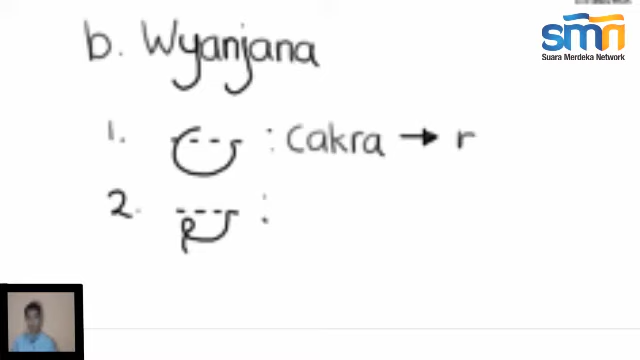 smn
Suara Merdeka Network
b. Wyanjana
1. : Cakra → r
2. :